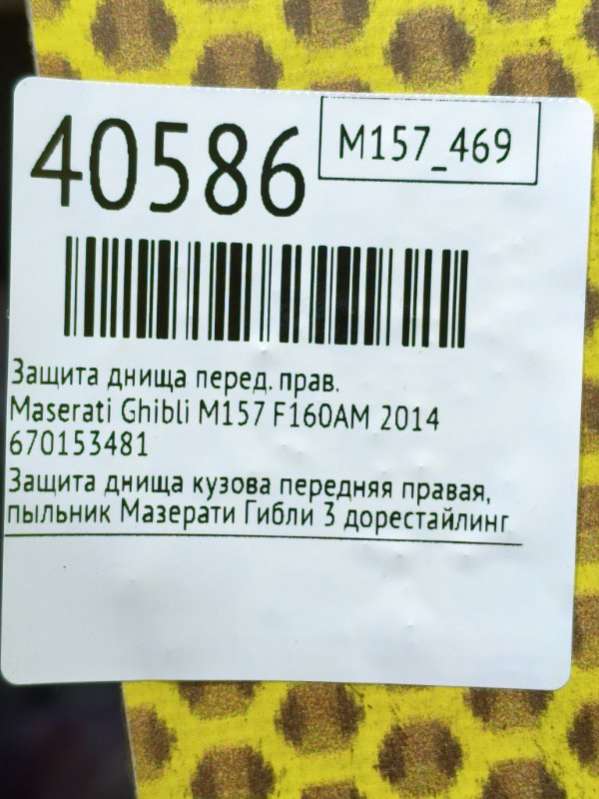 40586
M157_469
Защита днища перед. прав.
Maserati Ghibli M157 F160AM 2014
670153481
Защита днища кузова передняя правая,
пыльник Мазерати Гибли 3 дорестайлинг